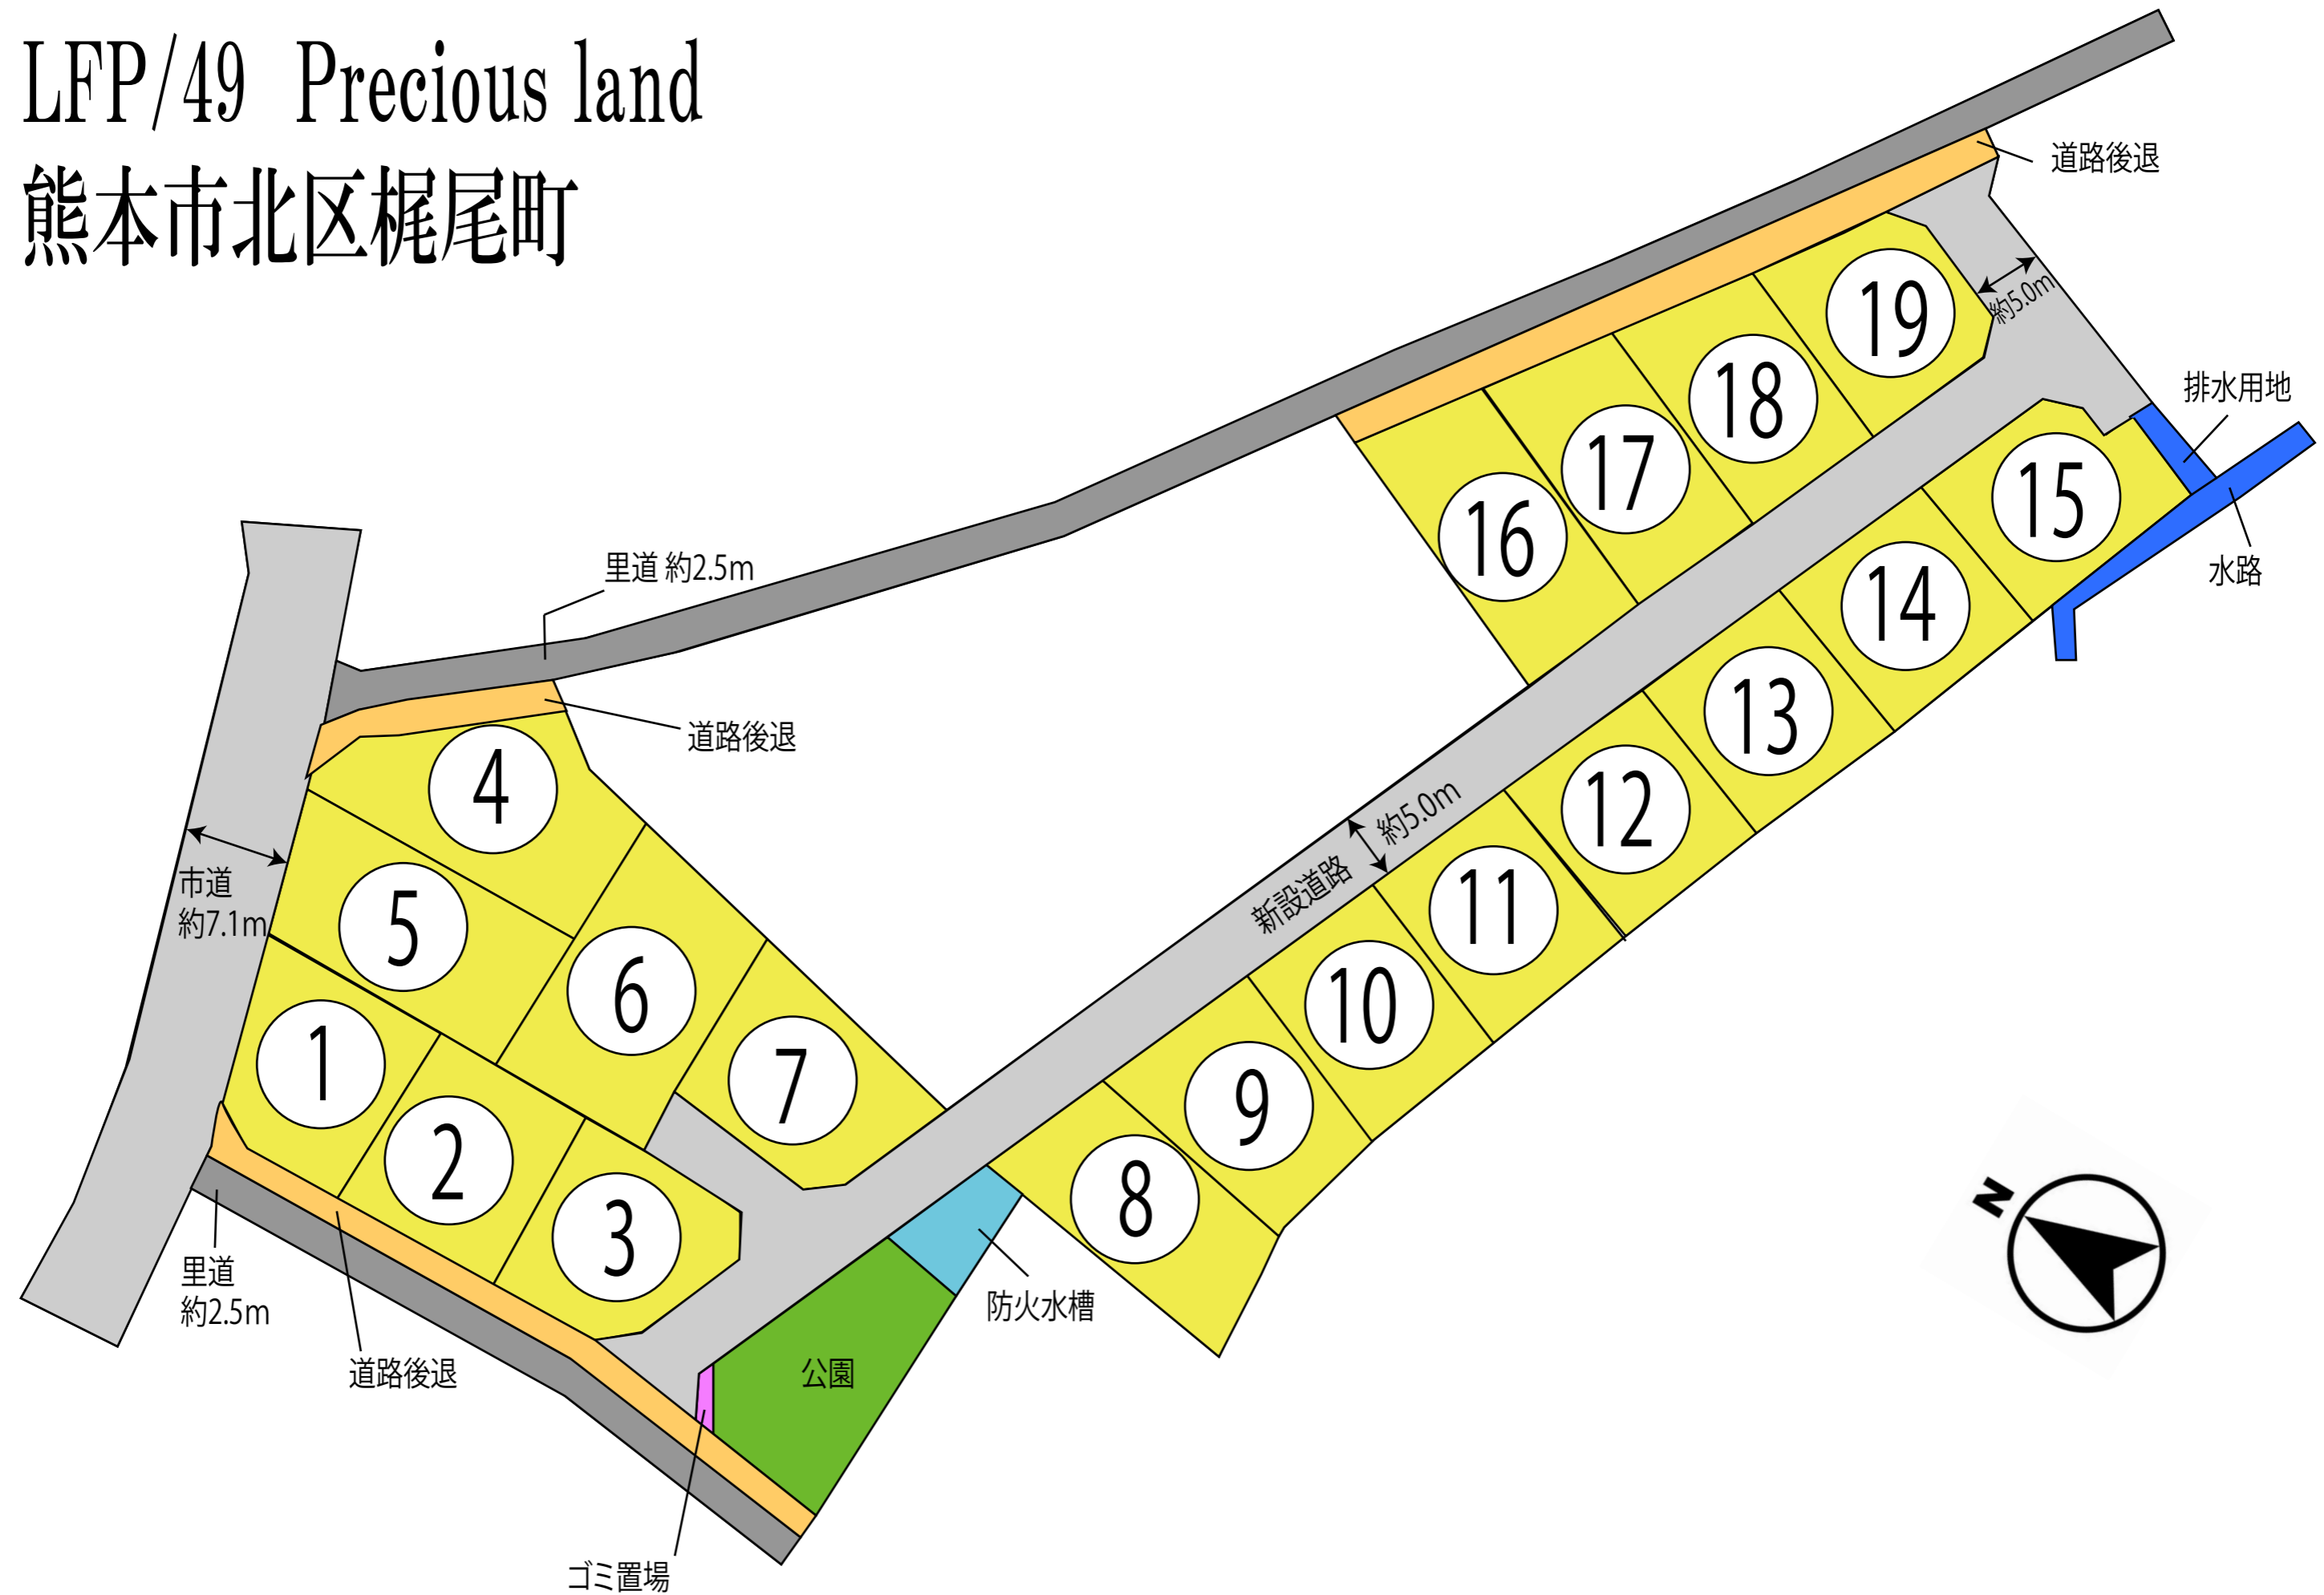 LFP/49 Precious land
熊本市北区梶尾町
道路後退
約5.0m
排水用地
水路
里道 約2.5m
道路後退
市道
約7.1m
里道
約2.5m
道路後退
新設道路 約5.0m
防火水槽
公園
ゴミ置場
N
1
2
3
4
5
6
7
8
9
10
11
12
13
14
15
16
17
18
19